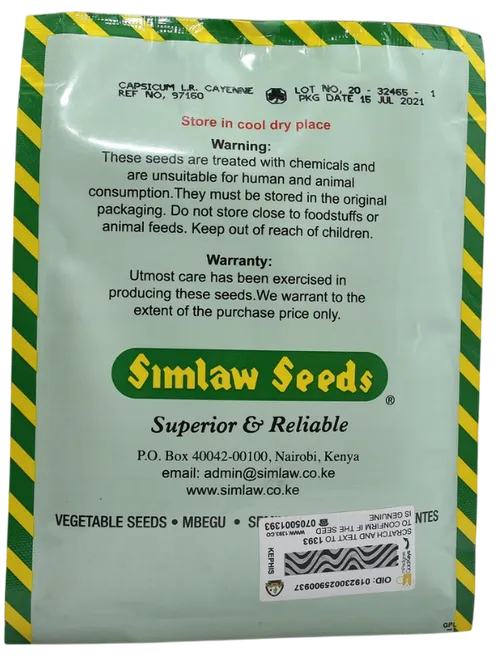 CAPSICUM L.R. CAYENNE LOT NO, 20 - 32465 - 1
REF NO, 97160 PKG DATE 15 JUL 2021
Store in cool dry place
Warning:
These seeds are treated with chemicals and
are unsuitable for human and animal
consumption.They must be stored in the original
packaging. Do not store close to foodstuffs or
animal feeds. Keep out of reach of children.
Warranty:
Utmost care has been exercised in
producing these seeds.We warrant to the
extent of the purchase price only.
Simlaw Seeds ®
Superior & Reliable
P.O. Box 40042-00100, Nairobi, Kenya
email: admin@simlaw.co.ke
www.simlaw.co.ke
VEGETABLE SEEDS • MBEGU •
OID: 01923002590093​7
KEPHIS
SCRATCH AND TEXT TO 1393
TO CONFIRM IF THE SEED
IS GENUINE 0709001393